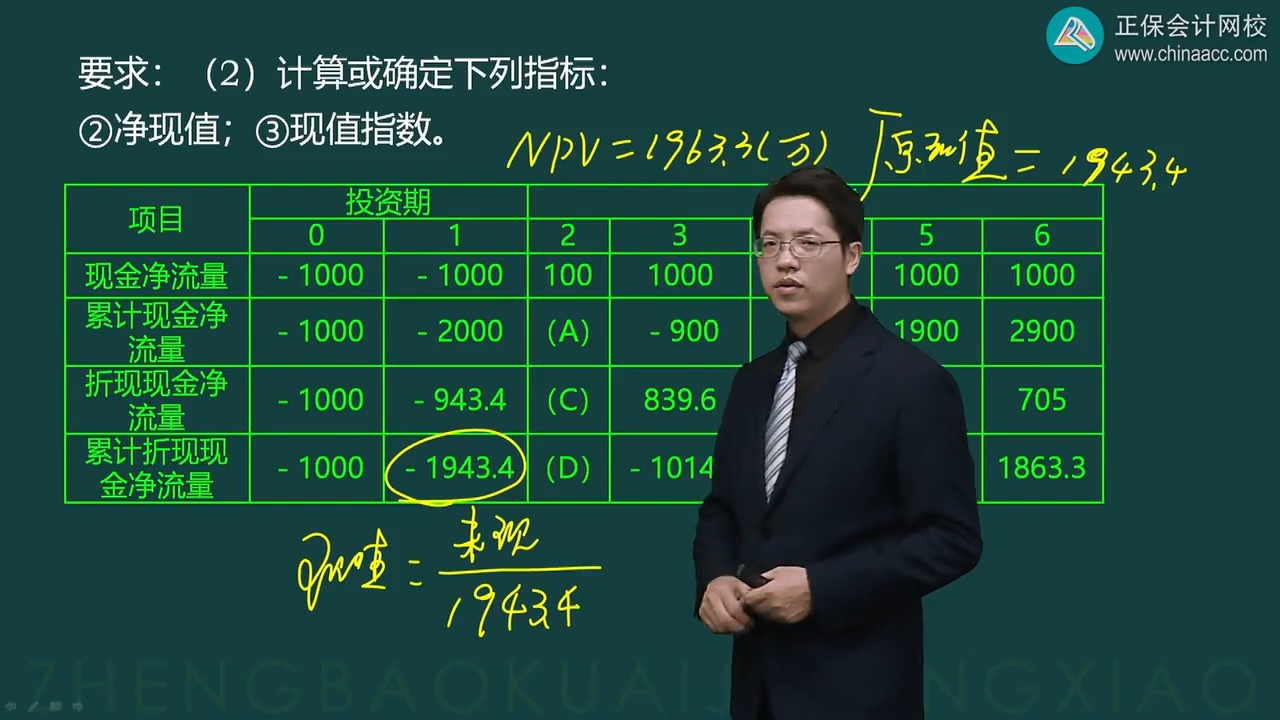 正保会计网校
www.chinaacc.com
要求：（2）计算或确定下列指标：
②净现值；③现值指数。
NPV=1963.3(万) 原现值=1943.4
项目 投资期
0 1 2 3 5 6
现金净流量 -1000 -1000 100 1000 1000 1000
累计现金净流量 -1000 -2000 （A） -900 1900 2900
折现现金净流量 -1000 -943.4 （C） 839.6 705
累计折现现金净流量 -1000 -1943.4 （D） -1014 1863.3
未现
现值=
1943.4